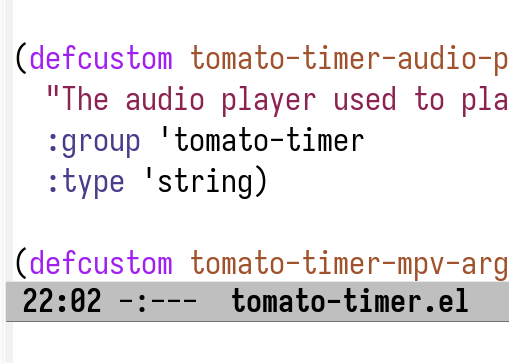 (defcustom tomato-timer-audio-p
"The audio player used to pla
:group 'tomato-timer
:type 'string)
(defcustom tomato-timer-mpv-arg
22:02 -:--- tomato-timer.el